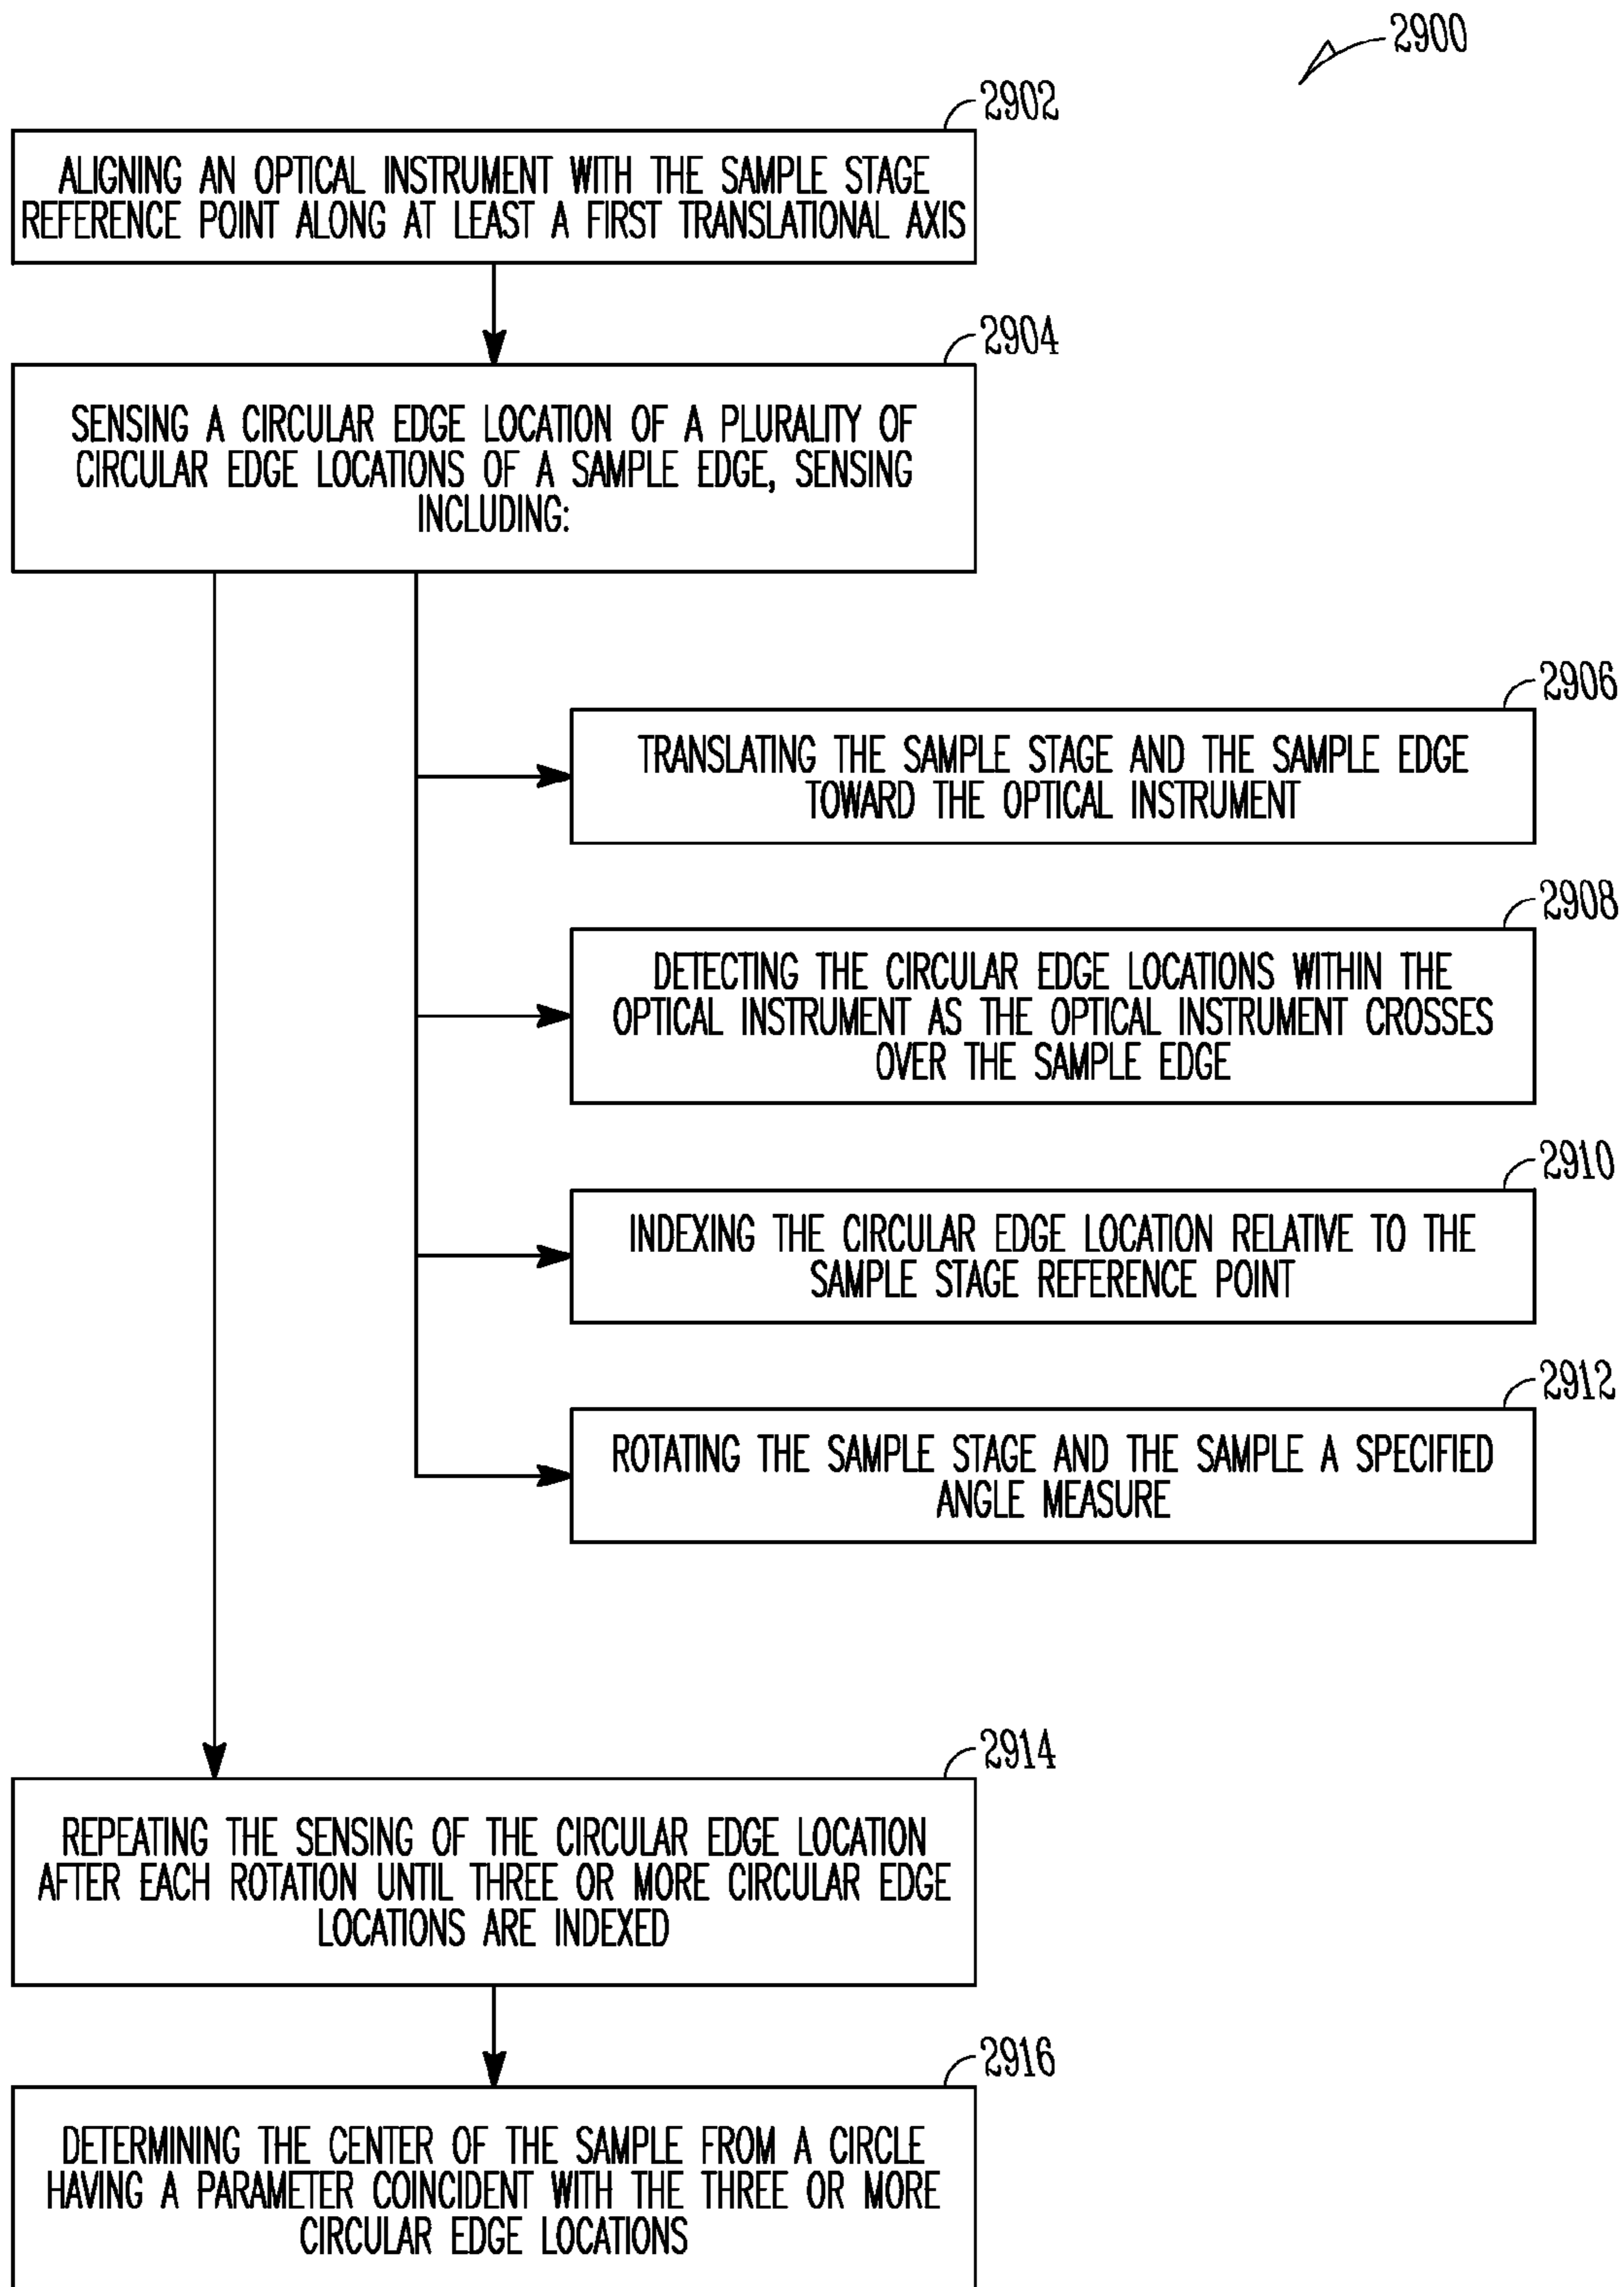 2900
2902
ALIGNING AN OPTICAL INSTRUMENT WITH THE SAMPLE STAGE
REFERENCE POINT ALONG AT LEAST A FIRST TRANSLATIONAL AXIS
2904
SENSING A CIRCULAR EDGE LOCATION OF A PLURALITY OF
CIRCULAR EDGE LOCATIONS OF A SAMPLE EDGE, SENSING
INCLUDING:
2906
TRANSLATING THE SAMPLE STAGE AND THE SAMPLE EDGE
TOWARD THE OPTICAL INSTRUMENT
2908
DETECTING THE CIRCULAR EDGE LOCATIONS WITHIN THE
OPTICAL INSTRUMENT AS THE OPTICAL INSTRUMENT CROSSES
OVER THE SAMPLE EDGE
2910
INDEXING THE CIRCULAR EDGE LOCATION RELATIVE TO THE
SAMPLE STAGE REFERENCE POINT
2912
ROTATING THE SAMPLE STAGE AND THE SAMPLE A SPECIFIED
ANGLE MEASURE
2914
REPEATING THE SENSING OF THE CIRCULAR EDGE LOCATION
AFTER EACH ROTATION UNTIL THREE OR MORE CIRCULAR EDGE
LOCATIONS ARE INDEXED
2916
DETERMINING THE CENTER OF THE SAMPLE FROM A CIRCLE
HAVING A PARAMETER COINCIDENT WITH THE THREE OR MORE
CIRCULAR EDGE LOCATIONS